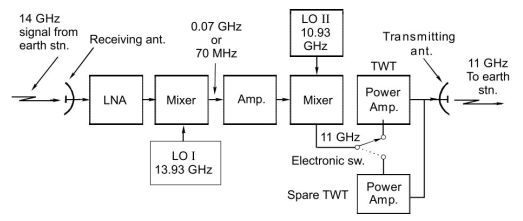 14 GHz
signal from
earth stn.
Receiving ant.
0.07 GHz
or
70 MHz
LO II
10.93
GHz
Transmitting
ant.
11 GHz
To earth
stn.
TWT
LNA
Mixer
Amp.
Mixer
Power
Amp.
LO I
13.93 GHz
11 GHz
Electronic sw.
Spare TWT
Power
Amp.